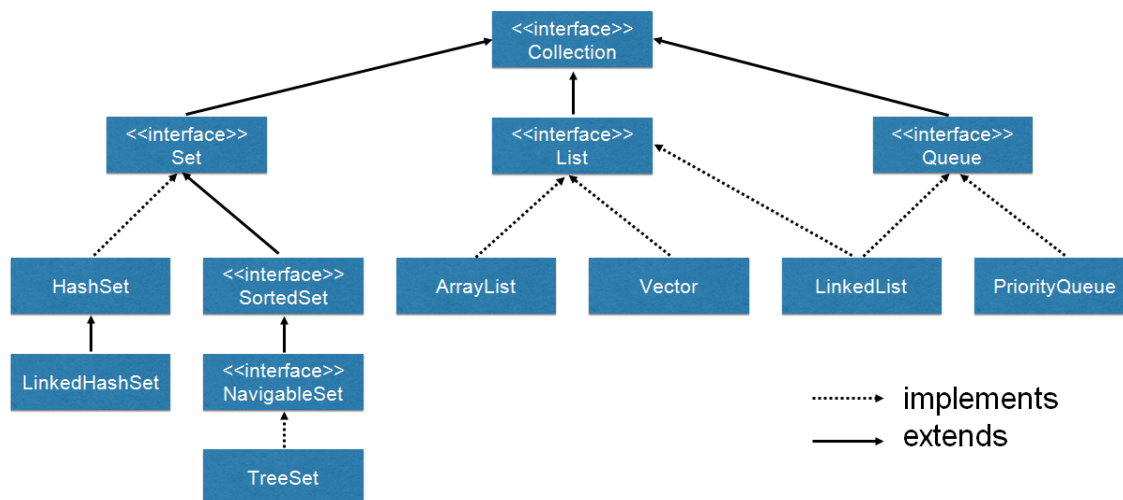 <<interface>>
Collection
<<interface>>
Set
<<interface>>
List
<<interface>>
Queue
HashSet
<<interface>>
SortedSet
ArrayList
Vector
LinkedList
PriorityQueue
LinkedHashSet
<<interface>>
NavigableSet
TreeSet
implements
extends